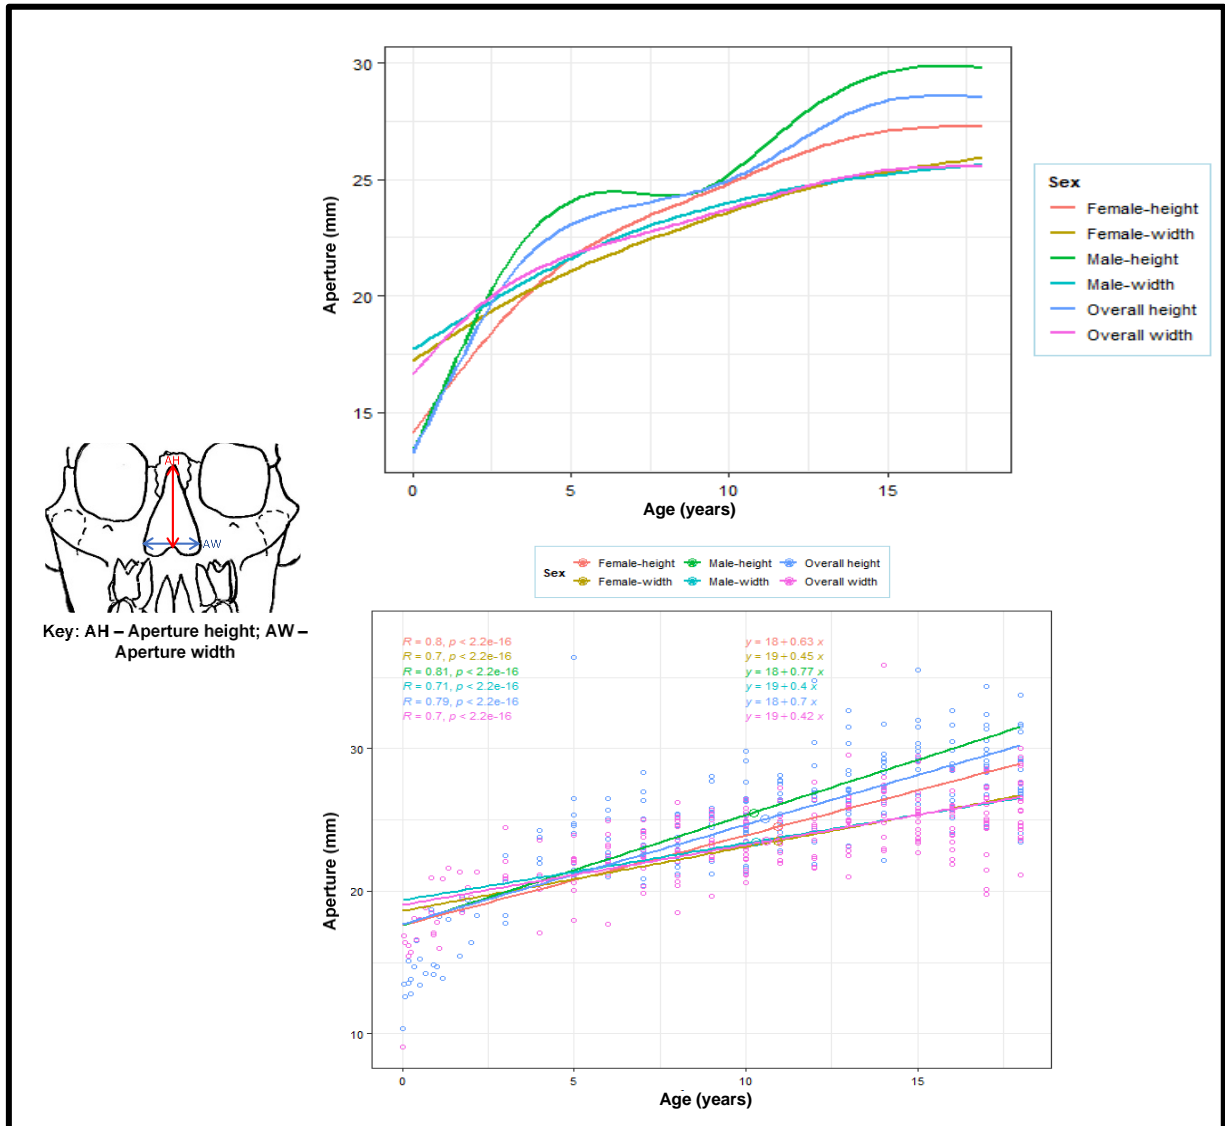 30
25
20
15
Aperture (mm)
0
5
10
15
Age (years)
Sex
Female-height
Female-width
Male-height
Male-width
Overall height
Overall width
AH
AW
Key: AH – Aperture height; AW –
Aperture width
Sex
Female-height
Male-height
Overall height
Female-width
Male-width
Overall width
R = 0.8, p < 2.2e-16
R = 0.7, p < 2.2e-16
R = 0.81, p < 2.2e-16
R = 0.71, p < 2.2e-16
R = 0.79, p < 2.2e-16
R = 0.7, p < 2.2e-16
y = 18 + 0.63 x
y = 19 + 0.45 x
y = 18 + 0.77 x
y = 19 + 0.4 x
y = 18 + 0.7 x
y = 19 + 0.42 x
30
20
10
Aperture (mm)
0
5
10
15
Age (years)